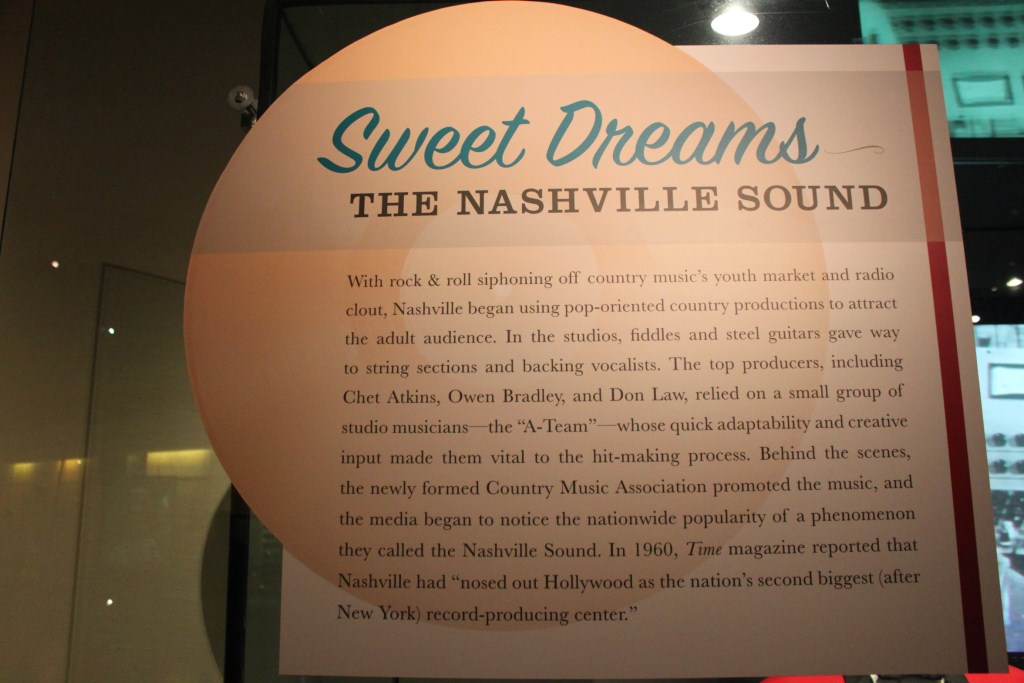 Sweet Dreams
THE NASHVILLE SOUND
With rock & roll siphoning off country music's youth market and radio
clout, Nashville began using pop-oriented country productions to attract
the adult audience. In the studios, fiddles and steel guitars gave way
to string sections and backing vocalists. The top producers, including
Chet Atkins, Owen Bradley, and Don Law, relied on a small group of
studio musicians—the “A-Team”—whose quick adaptability and creative
input made them vital to the hit-making process. Behind the scenes,
the newly formed Country Music Association promoted the music, and
the media began to notice the nationwide popularity of a phenomenon
they called the Nashville Sound. In 1960, Time magazine reported that
Nashville had “nosed out Hollywood as the nation's second biggest (after
New York) record-producing center.”